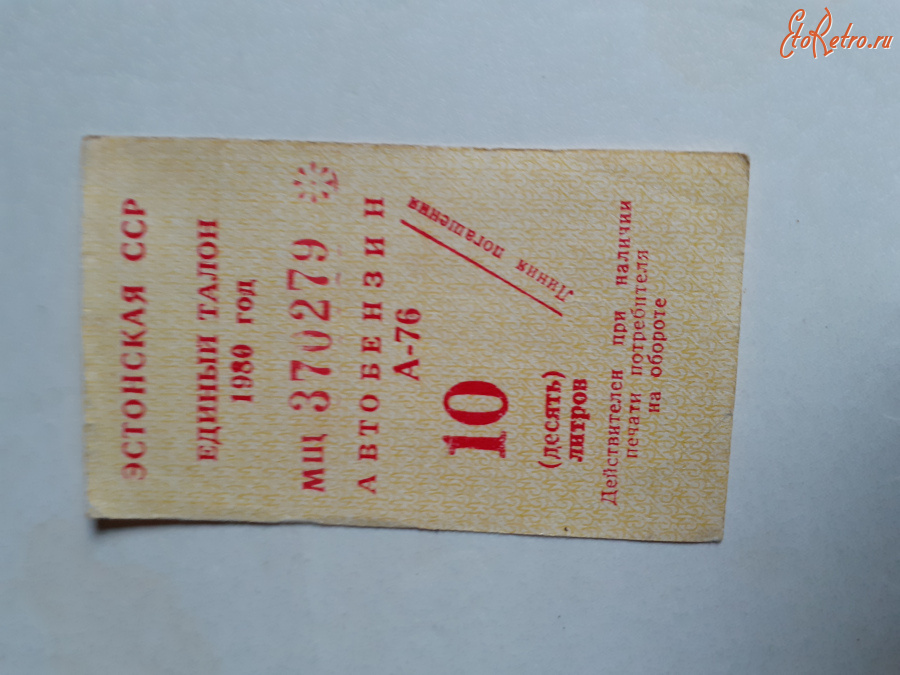 ЭСТОНСКАЯ ССР
ЕДИНЫЙ ТАЛОН
1980 год
МЦ 370279
АВТОБЕНЗИН
А-76
Линия погашения
10
(десять)
литров
Действителен при наличии
печати потребителя
на обороте
EtoRetro.ru